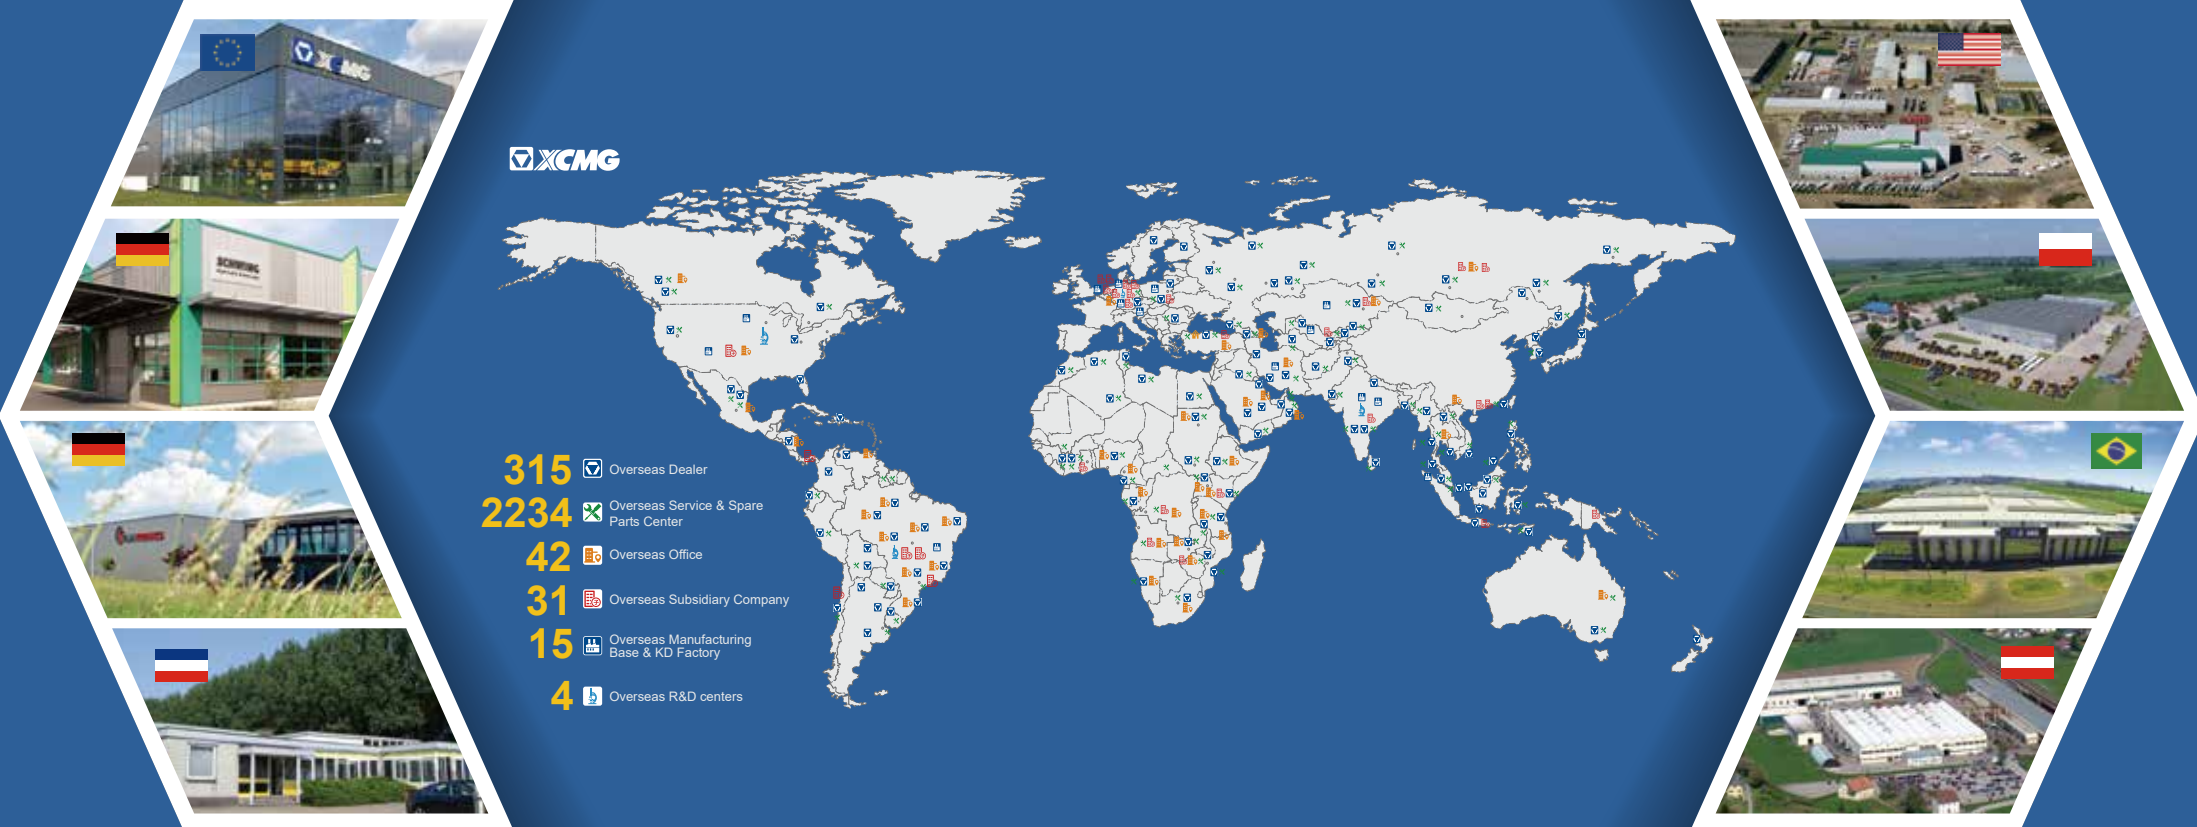 XCMG
SCHWING
XCMG
315 Overseas Dealer
2234 Overseas Service & Spare
Parts Center
42 Overseas Office
31 Overseas Subsidiary Company
15 Overseas Manufacturing
Base & KD Factory
4 Overseas R&D centers